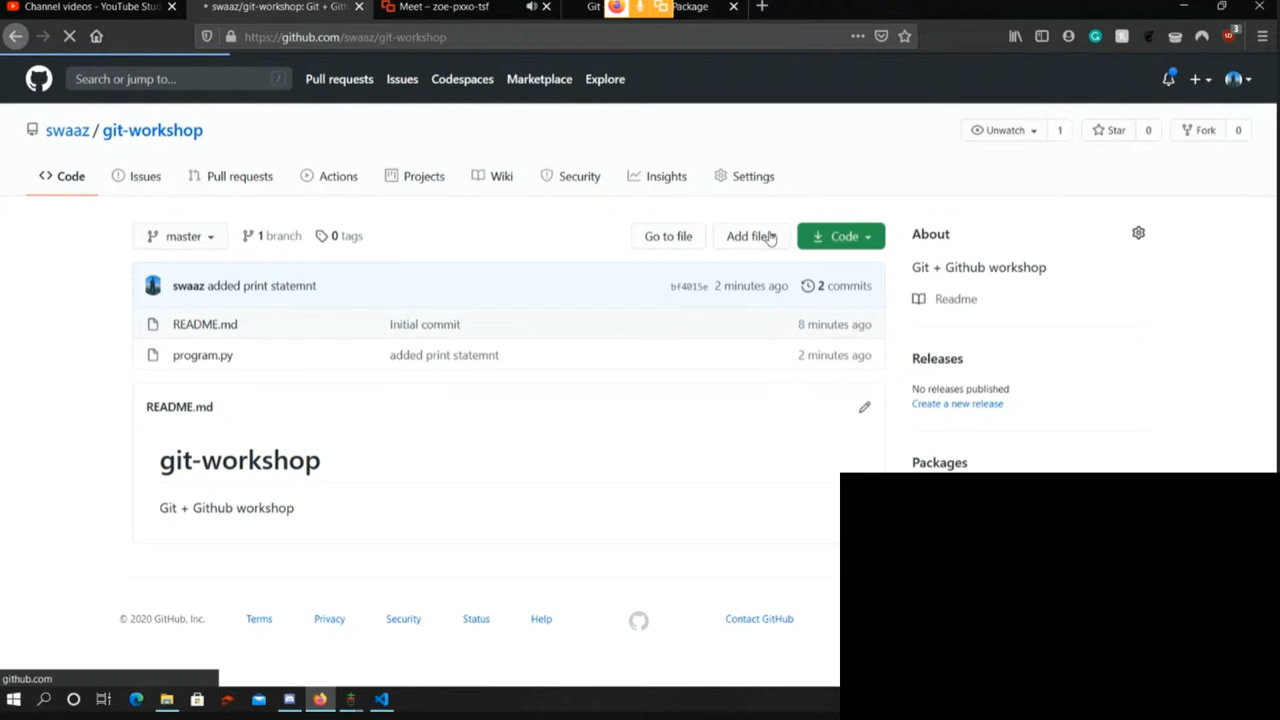 Channel videos - YouTube Stud
swaaz/git-workshop: Git + Gith
Meet – zoe-pxxo-tsf
Git
Package
https://github.com/swaaz/git-workshop
3
Search or jump to...
/
Pull requests
Issues
Codespaces
Marketplace
Explore
swaaz / git-workshop
Unwatch
1
Star
0
Fork
0
Code
Issues
Pull requests
Actions
Projects
Wiki
Security
Insights
Settings
master
1 branch
0 tags
Go to file
Add file
Code
swaaz added print statemnt
bf4015e 2 minutes ago
2 commits
README.md
Initial commit
8 minutes ago
program.py
added print statemnt
2 minutes ago
README.md
git-workshop
Git + Github workshop
About
Git + Github workshop
Readme
Releases
No releases published
Create a new release
Packages
© 2020 GitHub, Inc.
Terms
Privacy
Security
Status
Help
Contact GitHub
github.com